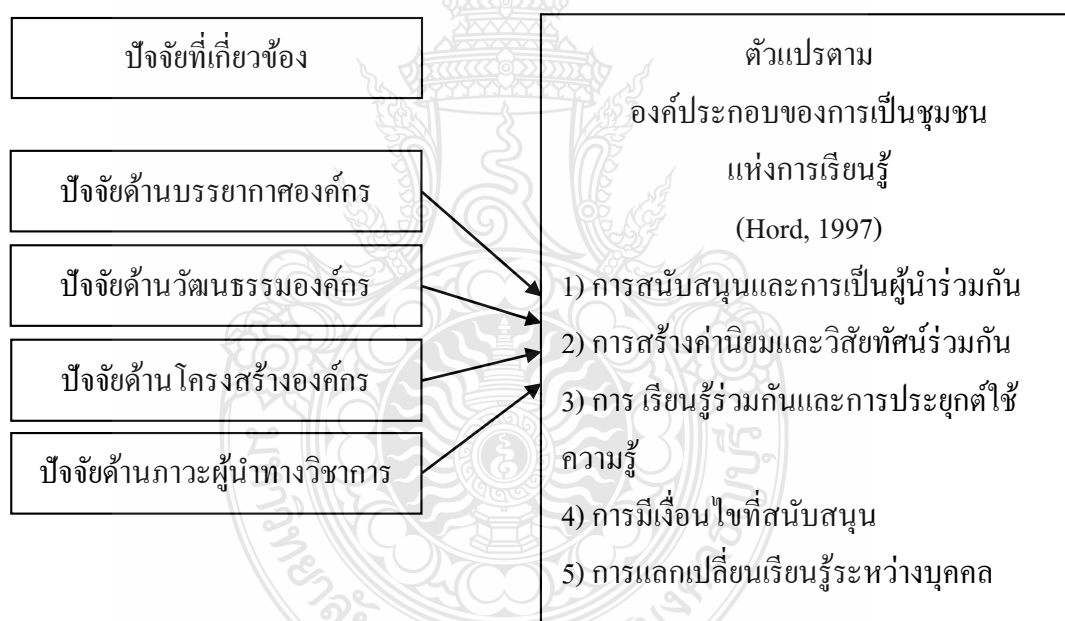 ปัจจัยที่เกี่ยวข้อง
ปัจจัยด้านบรรยากาศองค์กร
ปัจจัยด้านวัฒนธรรมองค์กร
ปัจจัยด้านโครงสร้างองค์กร
ปัจจัยด้านภาวะผู้นำทางวิชาการ
ตัวแปรตาม
องค์ประกอบของการเป็นชุมชน
แห่งการเรียนรู้
(Hord, 1997)
1) การสนับสนุนและการเป็นผู้นำร่วมกัน
2) การสร้างค่านิยมและวิสัยทัศน์ร่วมกัน
3) การ เรียนรู้ร่วมกันและการประยุกต์ใช้
ความรู้
4) การมีเงื่อนไขที่สนับสนุน
5) การแลกเปลี่ยนเรียนรู้ระหว่างบุคคล